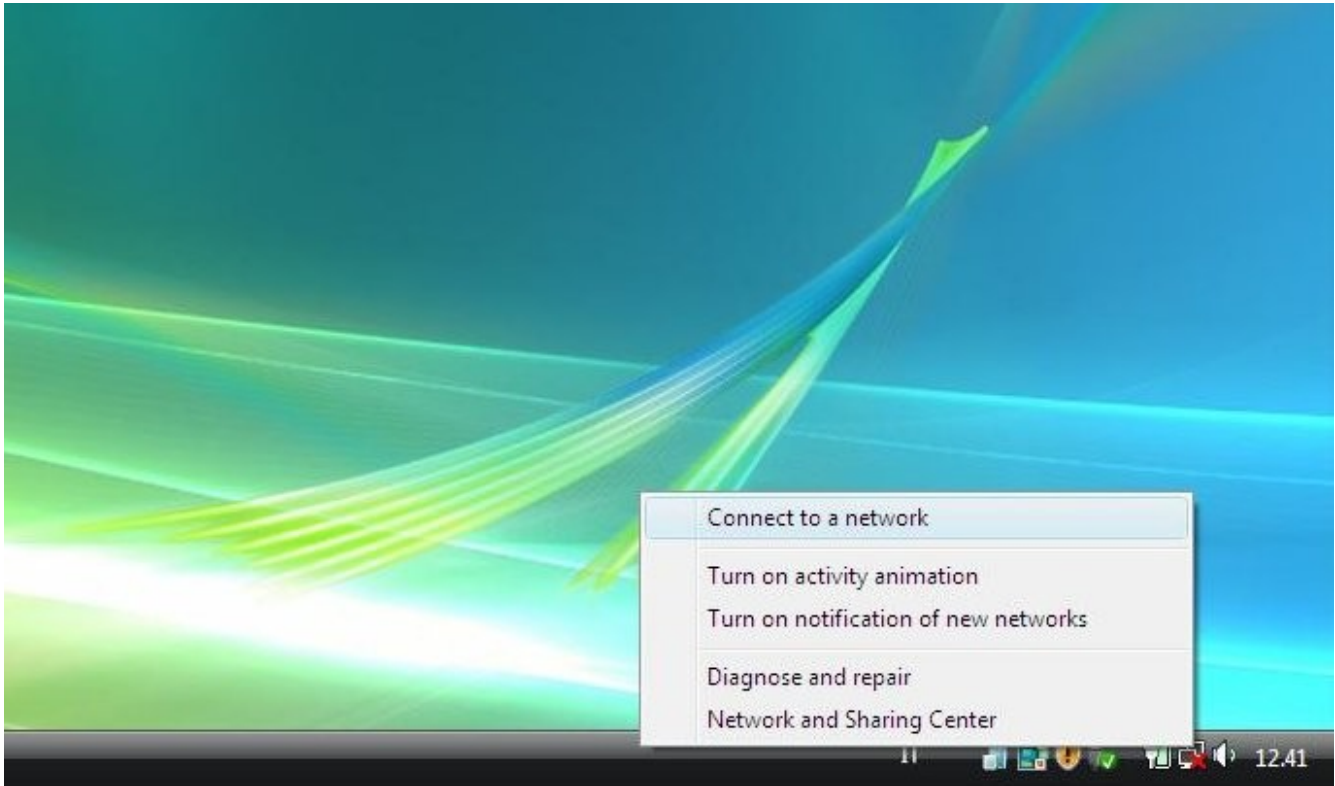 Connect to a network
Turn on activity animation
Turn on notification of new networks
Diagnose and repair
Network and Sharing Center
12.41